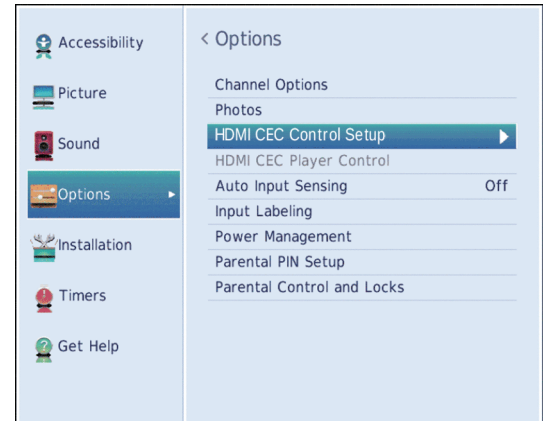 Accessibility
Picture
Sound
Options
Installation
Timers
Get Help
< Options
Channel Options
Photos
HDMI CEC Control Setup
HDMI CEC Player Control
Auto Input Sensing Off
Input Labeling
Power Management
Parental PIN Setup
Parental Control and Locks